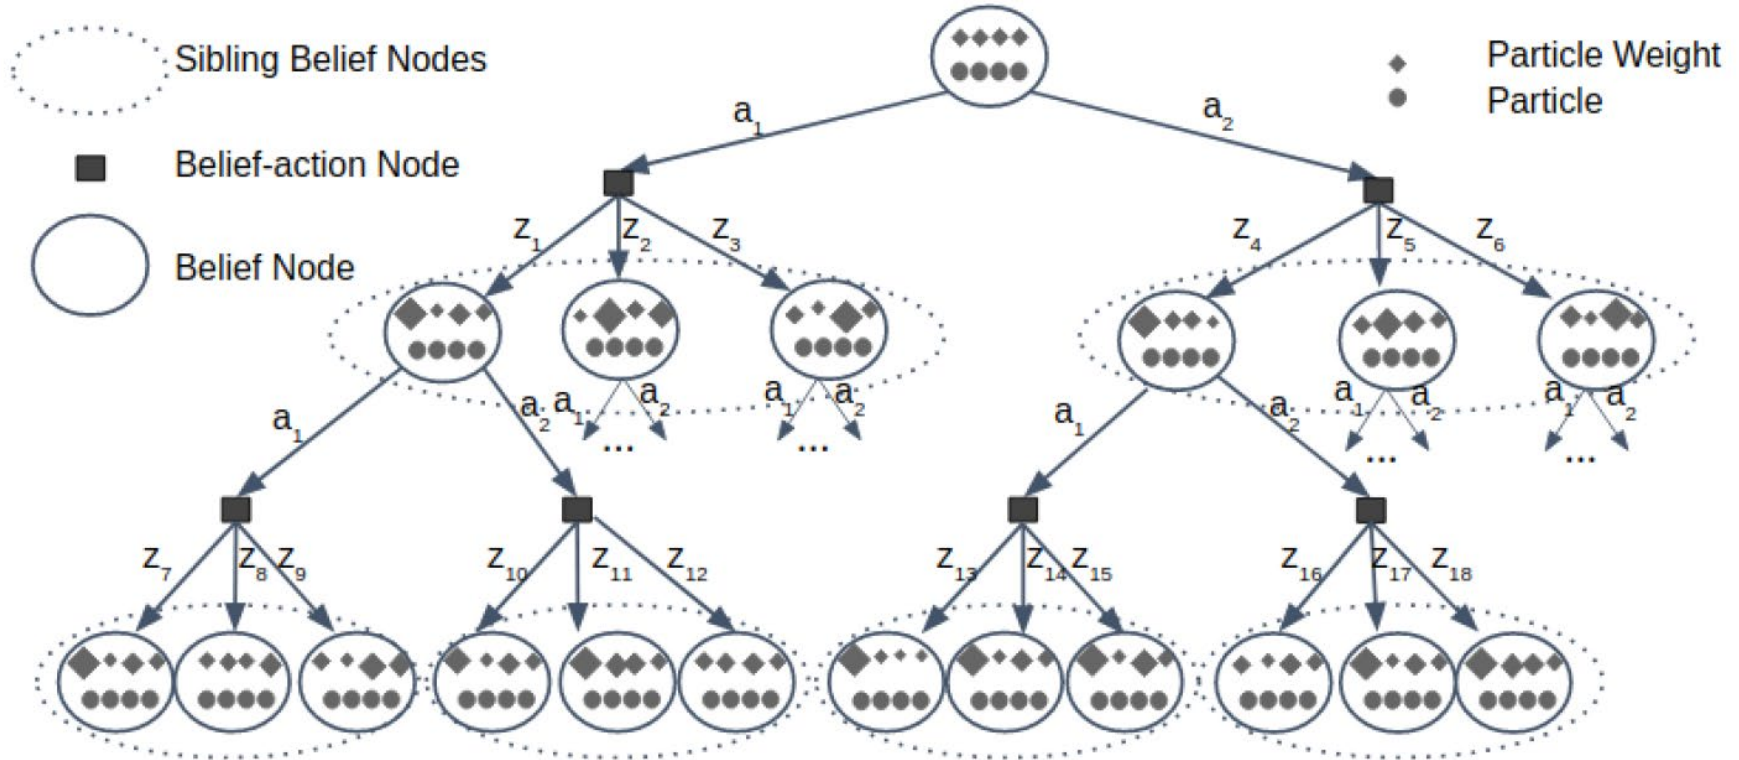 Sibling Belief Nodes
Particle Weight
Particle
Belief-action Node
Belief Node
a1 a2
z1 z2 z3 z4 z5 z6
a1 a2 a1 a2 a1 a2 a1 a2 a1 a2 a1 a2
... ... ... ...
z7 z8 z9 z10 z11 z12 z13 z14 z15 z16 z17 z18